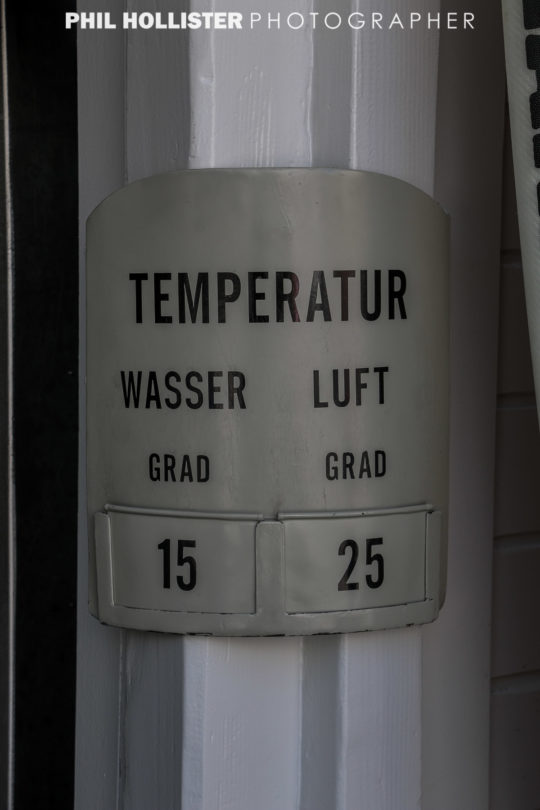 PHIL HOLLISTER PHOTOGRAPHER
TEMPERATUR
WASSER LUFT
GRAD GRAD
15 25